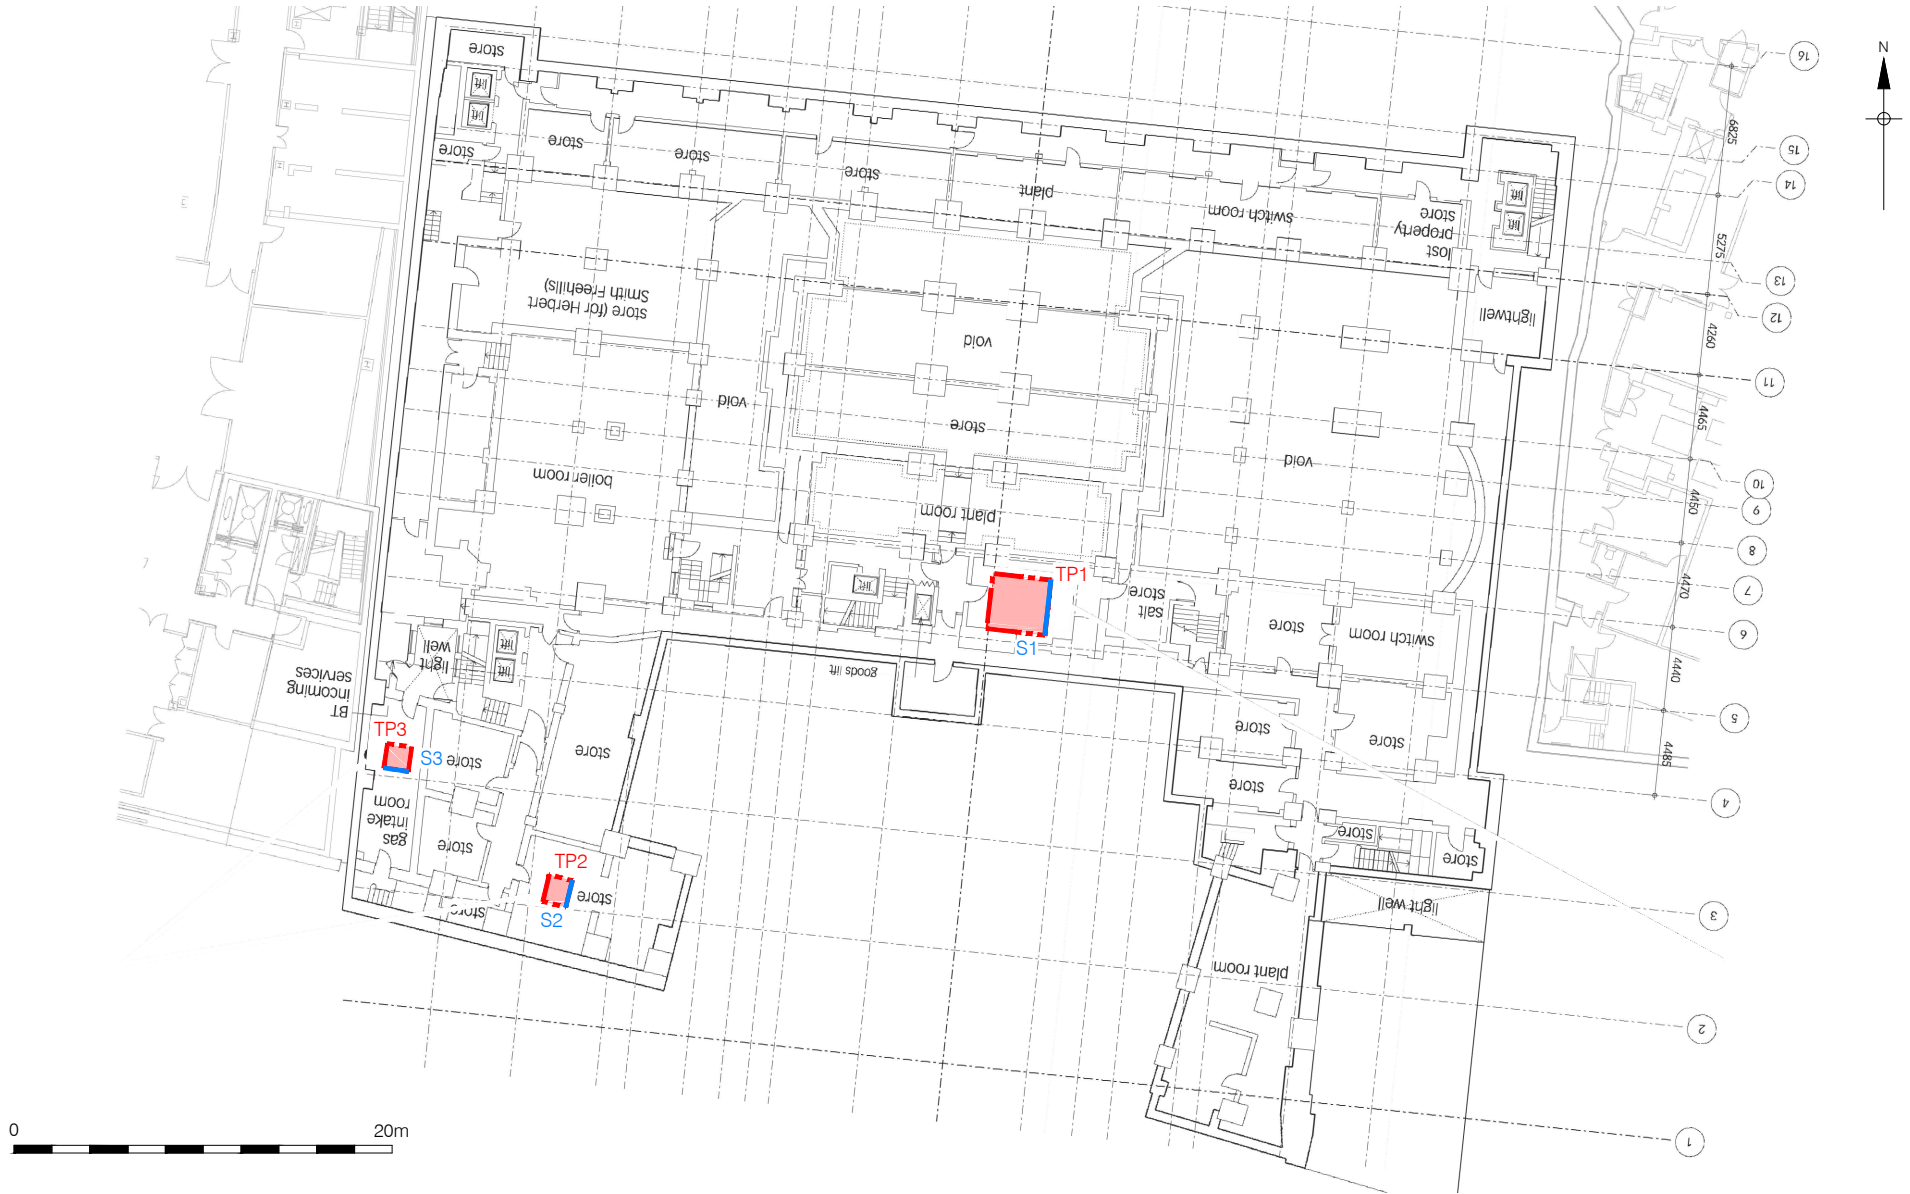 store
16
N
6825
lift
lift
store
store
store
store
15
plant
switch room
lost
property
store
lift
lift
14
5275
13
store (for Herbert
Smith Freehills)
lightwell
12
4260
void
void
11
store
4465
boiler room
void
10
plant room
4450
9
8
4470
7
TP1
salt
store
lift
store
switch room
6
S1
light
well
lift
lift
goods lift
4440
BT
incoming
services
5
TP3
S3
store
store
store
store
4485
store
4
gas
intake
room
store
store
store
TP2
store
S2
store
light well
3
plant room
2
0
20m
1